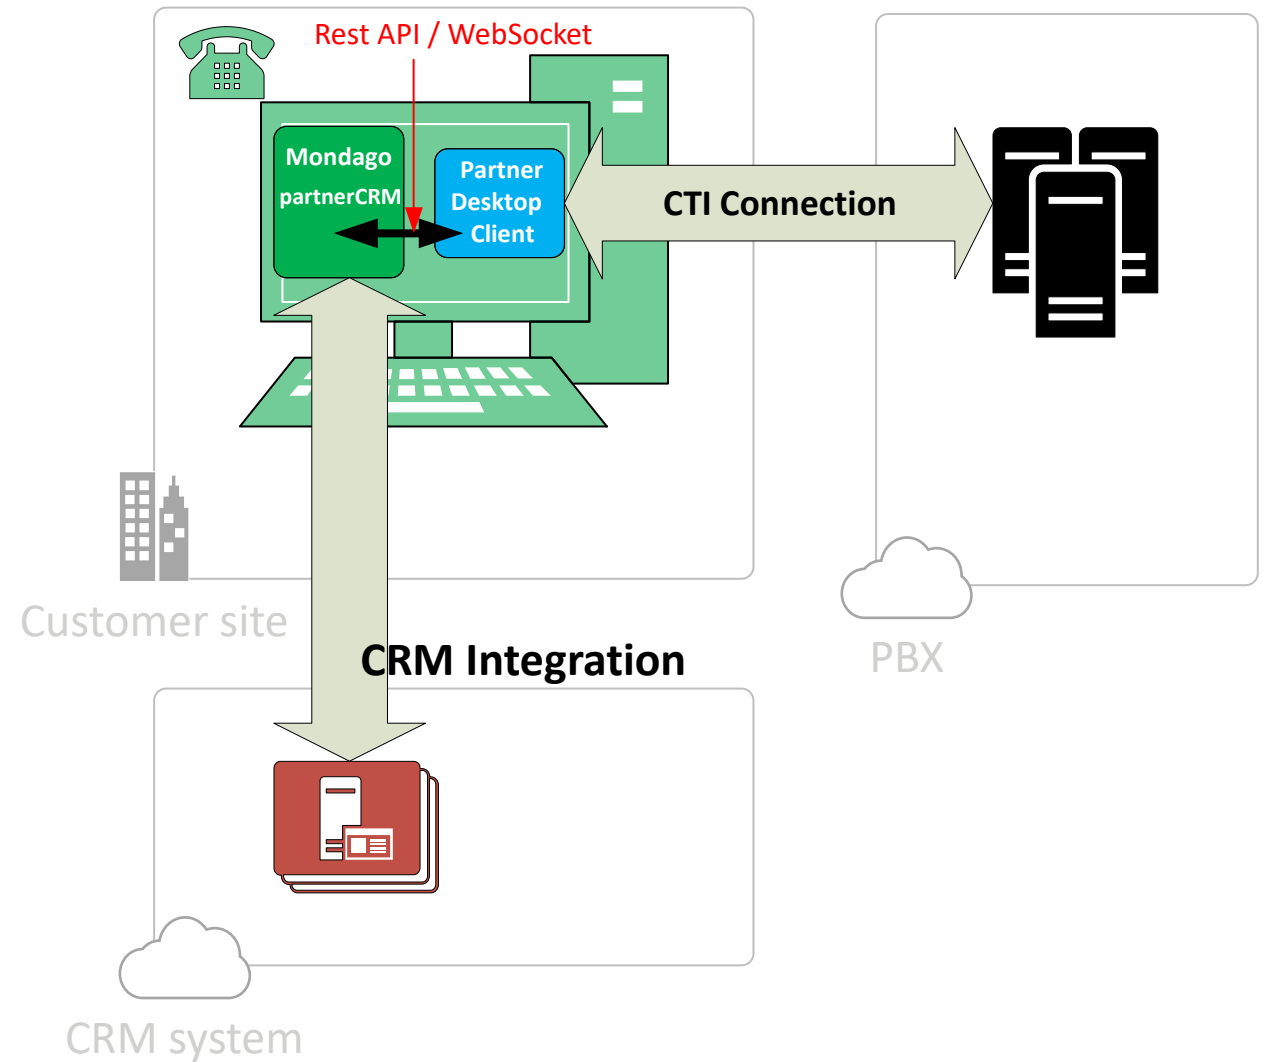 Rest API / WebSocket
Mondago
partnerCRM
Partner
Desktop
Client
CTI Connection
Customer site
CRM Integration
PBX
CRM system